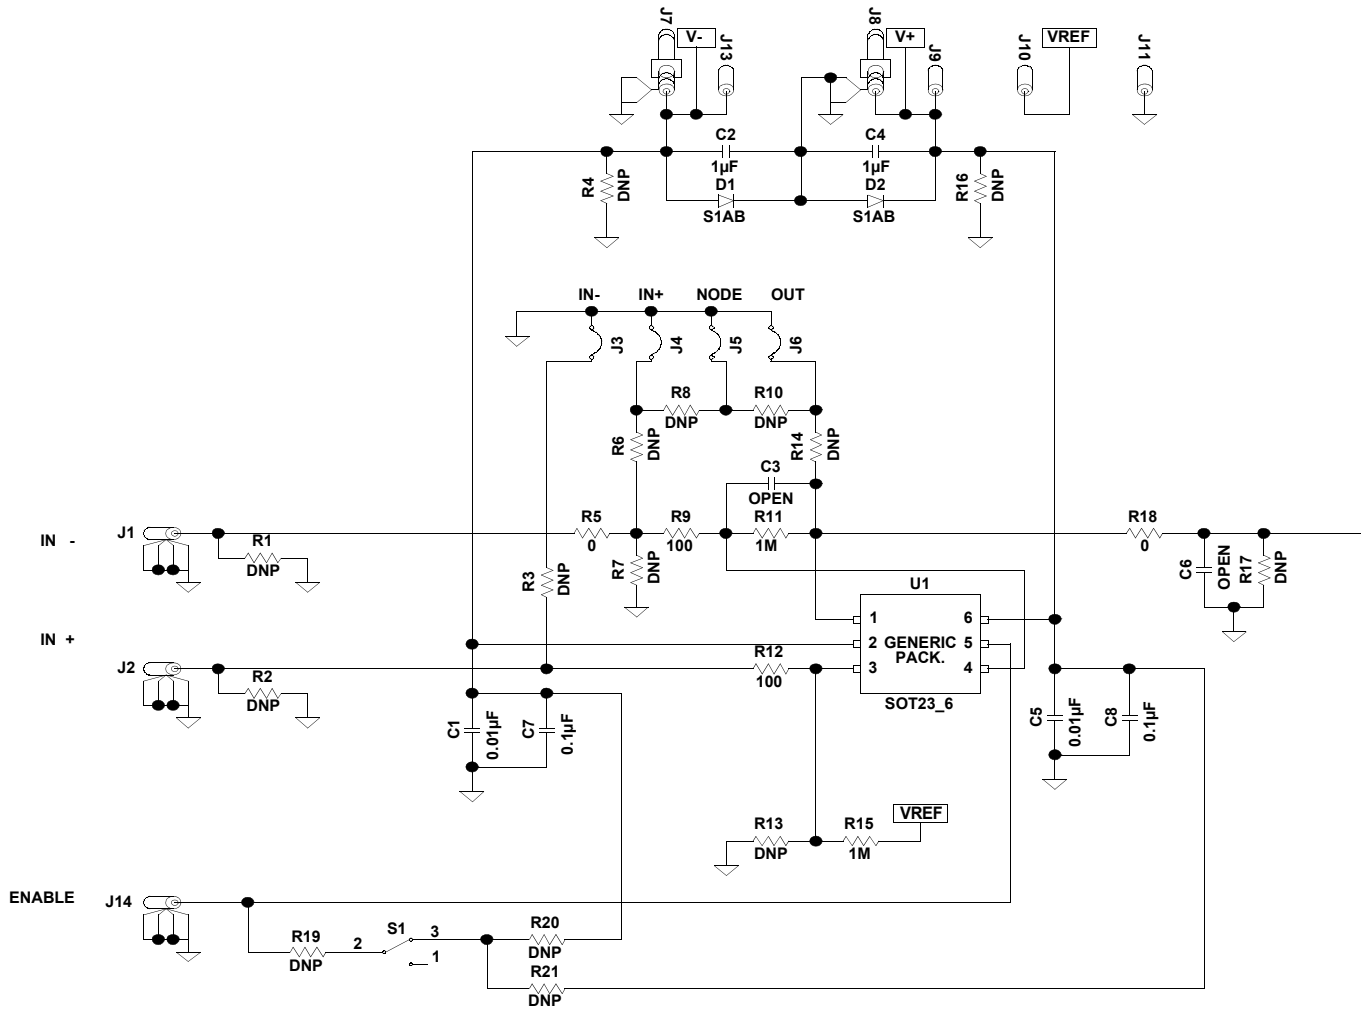 J7
V-
J13
J8
V+
J9
J10
VREF
J11
C2
1µF
D1
S1AB
C4
1µF
D2
S1AB
R4
DNP
R16
DNP
IN-
IN+
NODE
OUT
J3
J4
J5
J6
R8
DNP
R10
DNP
R6
DNP
R14
DNP
C3
OPEN
IN -
J1
R1
DNP
R5
0
R9
100
R11
1M
R18
0
R3
DNP
R7
DNP
C6
OPEN
R17
DNP
U1
1
2
3
GENERIC
PACK.
6
5
4
SOT23_6
IN +
J2
R2
DNP
R12
100
C1
0.01µF
C7
0.1µF
C5
0.01µF
C8
0.1µF
R13
DNP
R15
1M
VREF
ENABLE
J14
R19
DNP
2
S1
3
1
R20
DNP
R21
DNP